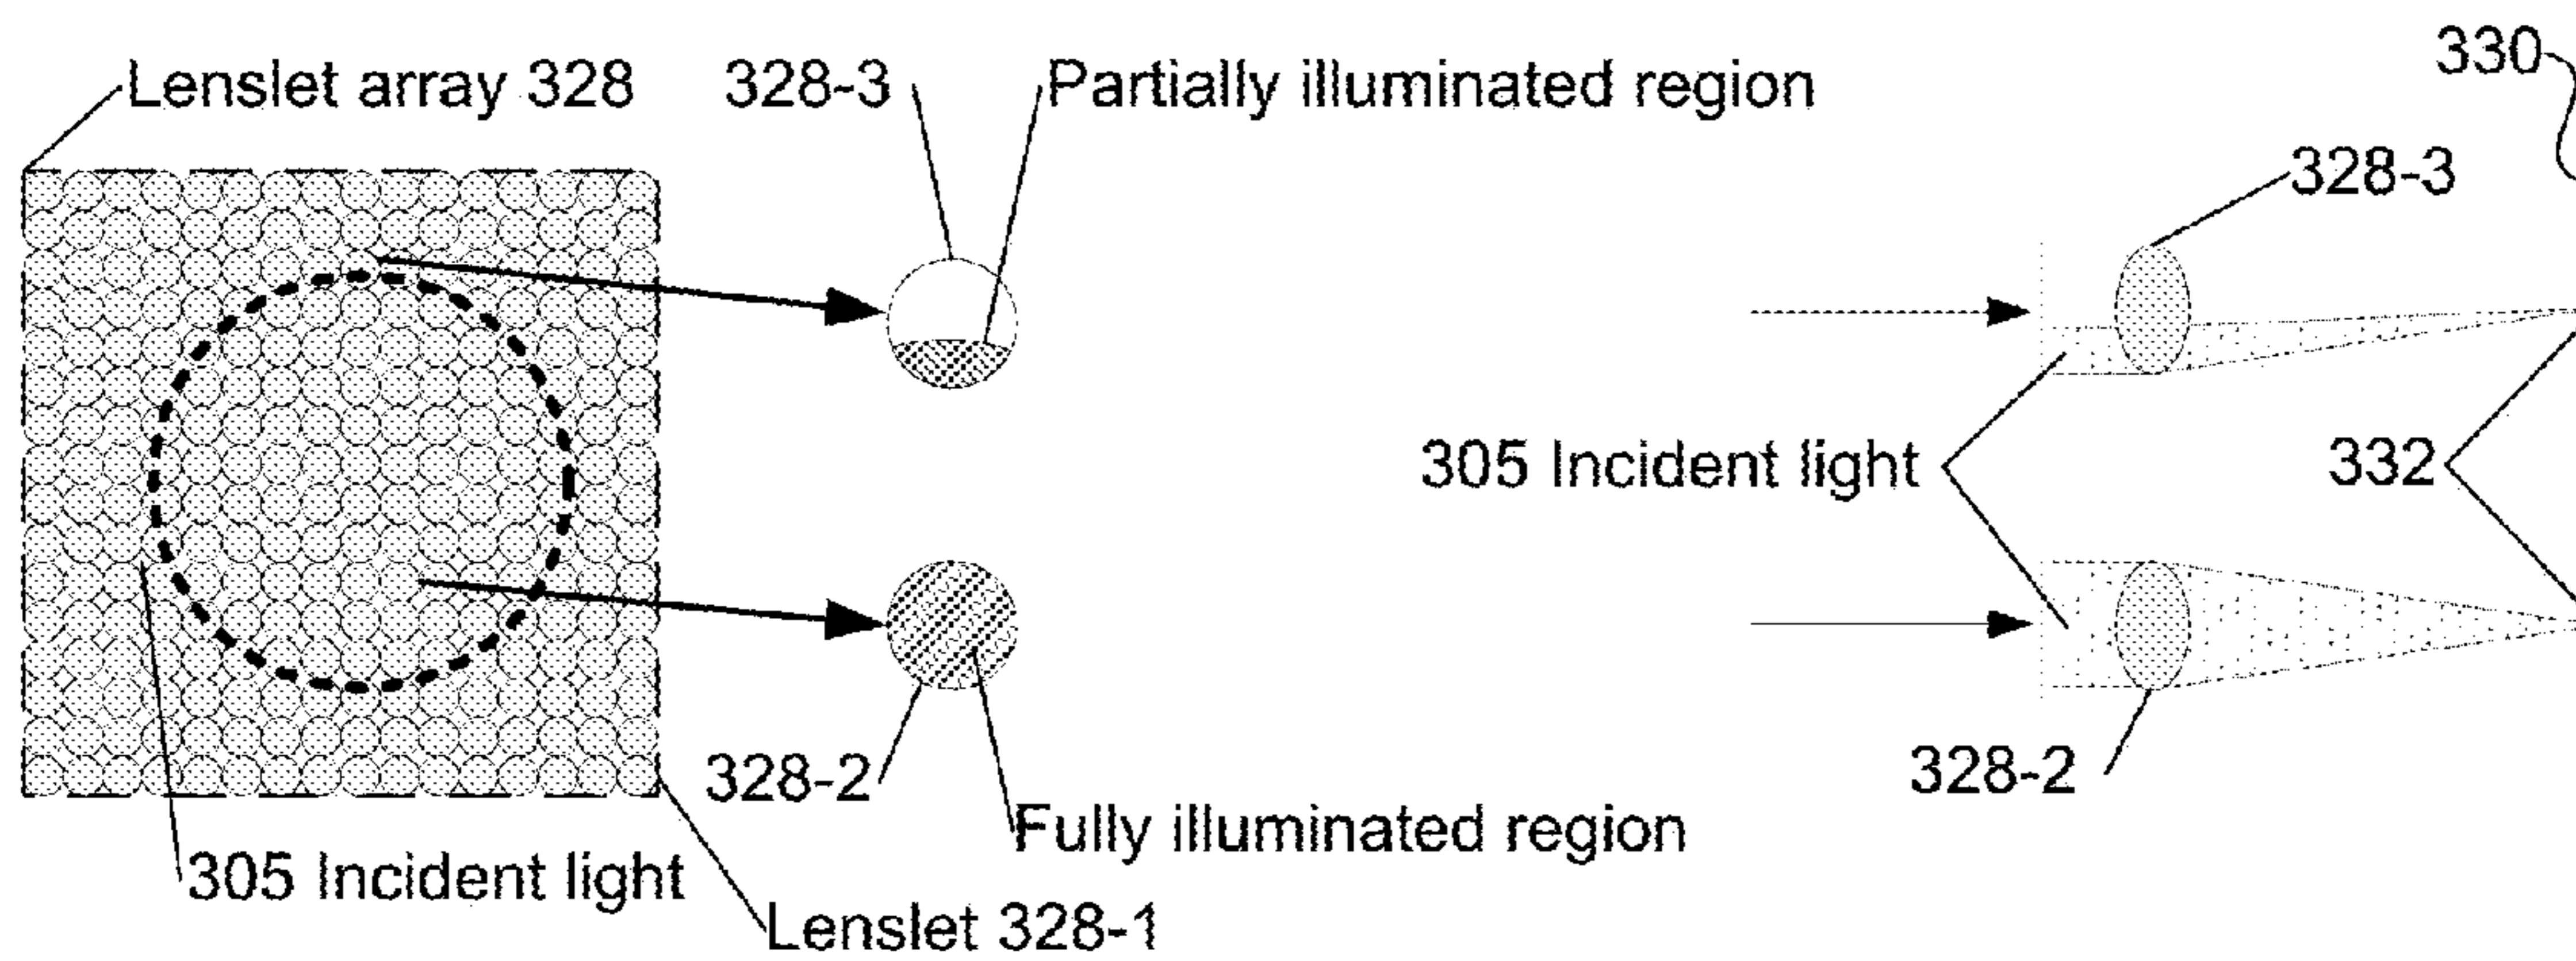 330
Lenslet array 328
328-3
Partially illuminated region
328-3
305 Incident light
332
328-2
328-2
Fully illuminated region
305 Incident light
Lenslet 328-1